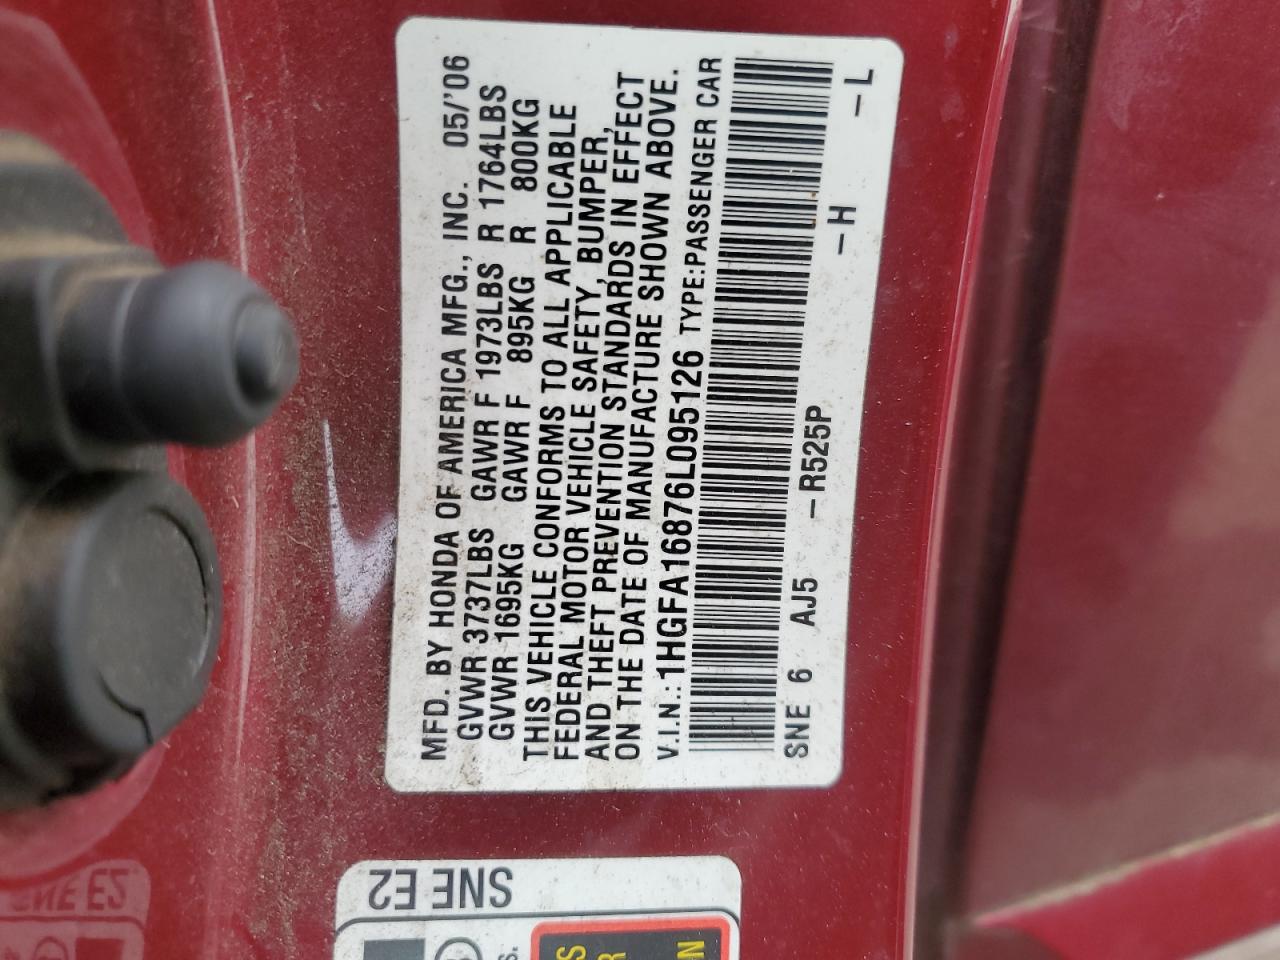 MFD. BY HONDA OF AMERICA MFG., INC. 05/'06
GVWR 3737LBS GAWR F 1973LBS R 1764LBS
GVWR 1695KG GAWR F 895KG R 800KG
THIS VEHICLE CONFORMS TO ALL APPLICABLE
FEDERAL MOTOR VEHICLE SAFETY, BUMPER,
AND THEFT PREVENTION STANDARDS IN EFFECT
ON THE DATE OF MANUFACTURE SHOWN ABOVE.
V.I.N.: 1HGFA16876L095126 TYPE:PASSENGER CAR
SNE 6 AJ5 -R525P -H -L
SNE E2